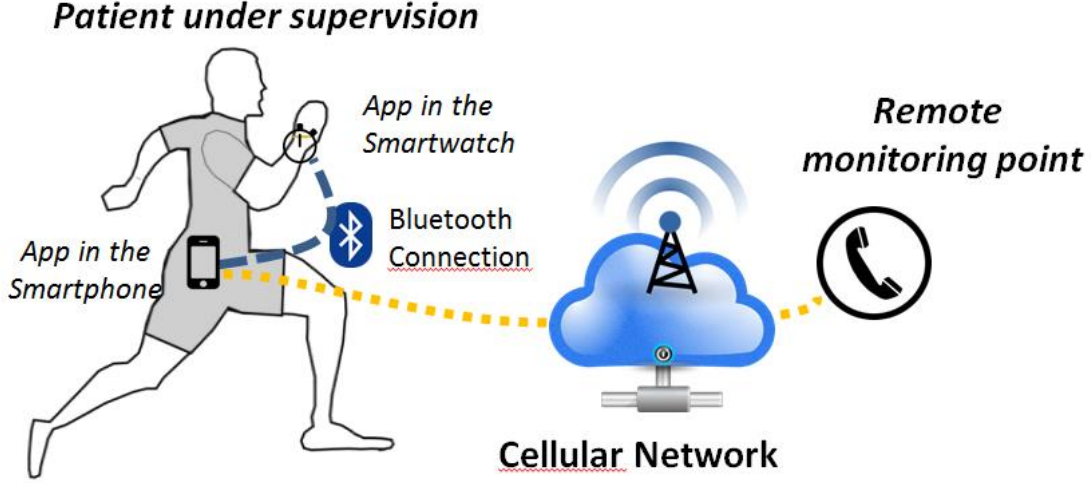 Patient under supervision
App in the
Smartwatch
Remote
monitoring point
Bluetooth
Connection
App in the
Smartphone
Cellular Network